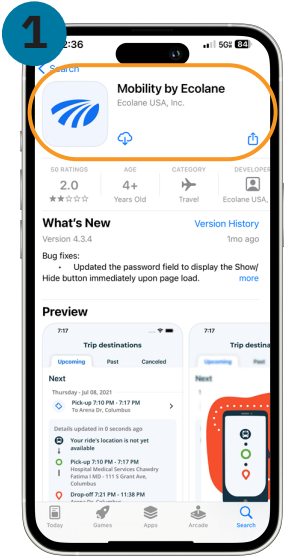 1
2:36
5G
84
Search
Mobility by Ecolane
Ecolane USA, Inc.
50 RATINGS
AGE
CATEGORY
DEVELOPER
2.0
4+
Years Old
Travel
Ecolane USA,
What's New
Version History
Version 4.3.4
1mo ago
Bug fixes:
• Updated the password field to display the Show/
Hide button immediately upon page load.
more
Preview
7:17
Trip destinations
Upcoming Past Canceled
Next
Thursday - Jul 08, 2021
Pick-up 7:10 PM - 7:17 PM
To Arena Dr, Columbus
Details updated in 0 seconds ago
Your ride's location is not yet
available
Pick-up 7:10 PM - 7:17 PM
Hospital Medical Services Chawdry
Fatima / MD - 111 S Grant Ave,
Columbus
Drop-off 7:21 PM - 11:38 PM
7:17
Trip destina
Upcoming Past
Next
Today
Games
Apps
Arcade
Search